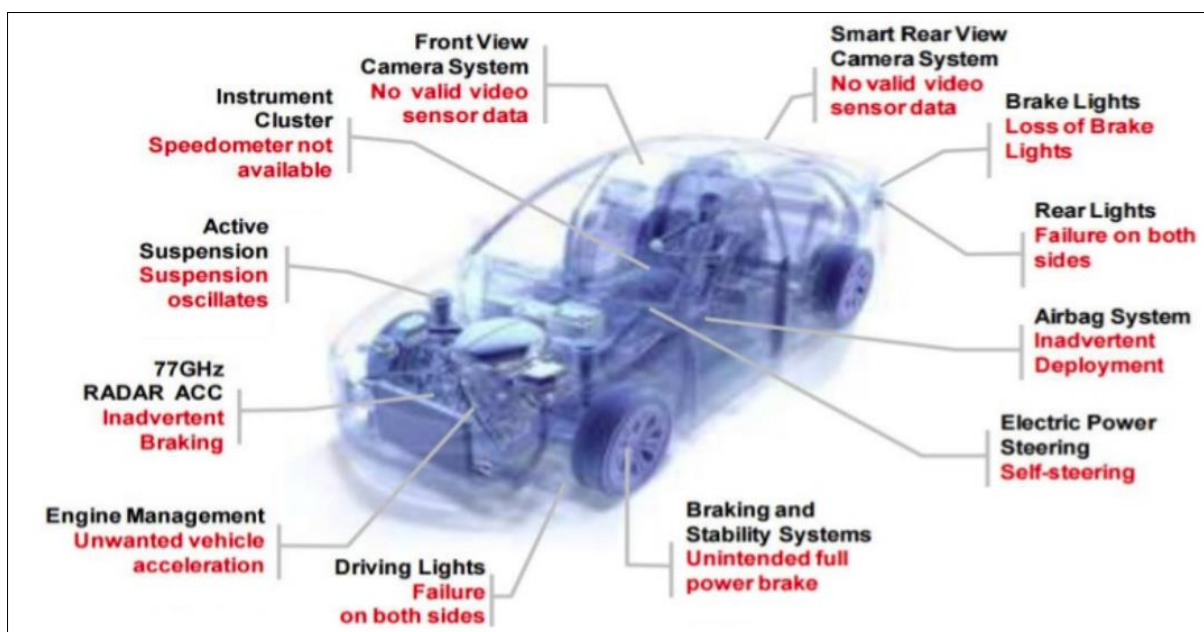 Front View
Camera System
No valid video
sensor data
Smart Rear View
Camera System
No valid video
sensor data
Instrument
Cluster
Speedometer not
available
Brake Lights
Loss of Brake
Lights
Active
Suspension
Suspension
oscillates
Rear Lights
Failure on both
sides
Airbag System
Inadvertent
Deployment
77GHz
RADAR ACC
Inadvertent
Braking
Electric Power
Steering
Self-steering
Engine Management
Unwanted vehicle
acceleration
Driving Lights
Failure
on both sides
Braking and
Stability Systems
Unintended full
power brake